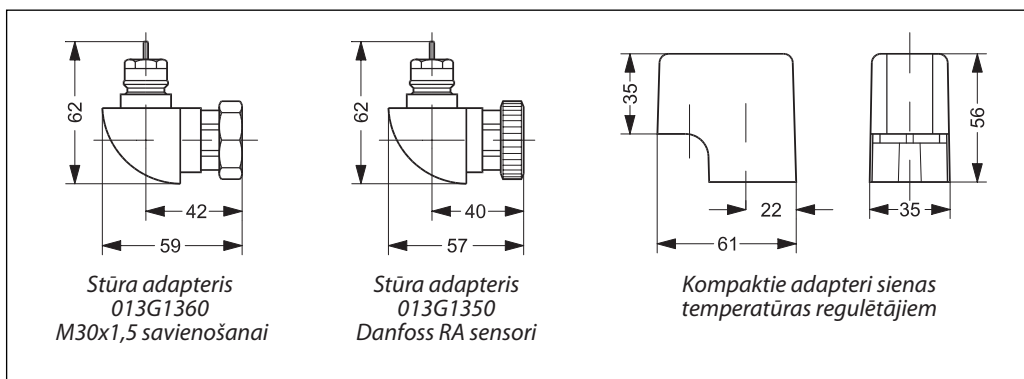 62
42
59
Stūra adapteris
013G1360
M30x1,5 savienošanai
62
40
57
Stūra adapteris
013G1350
Danfoss RA sensori
35
22
61
56
35
Kompaktie adapteri sienas
temperatūras regulētājiem